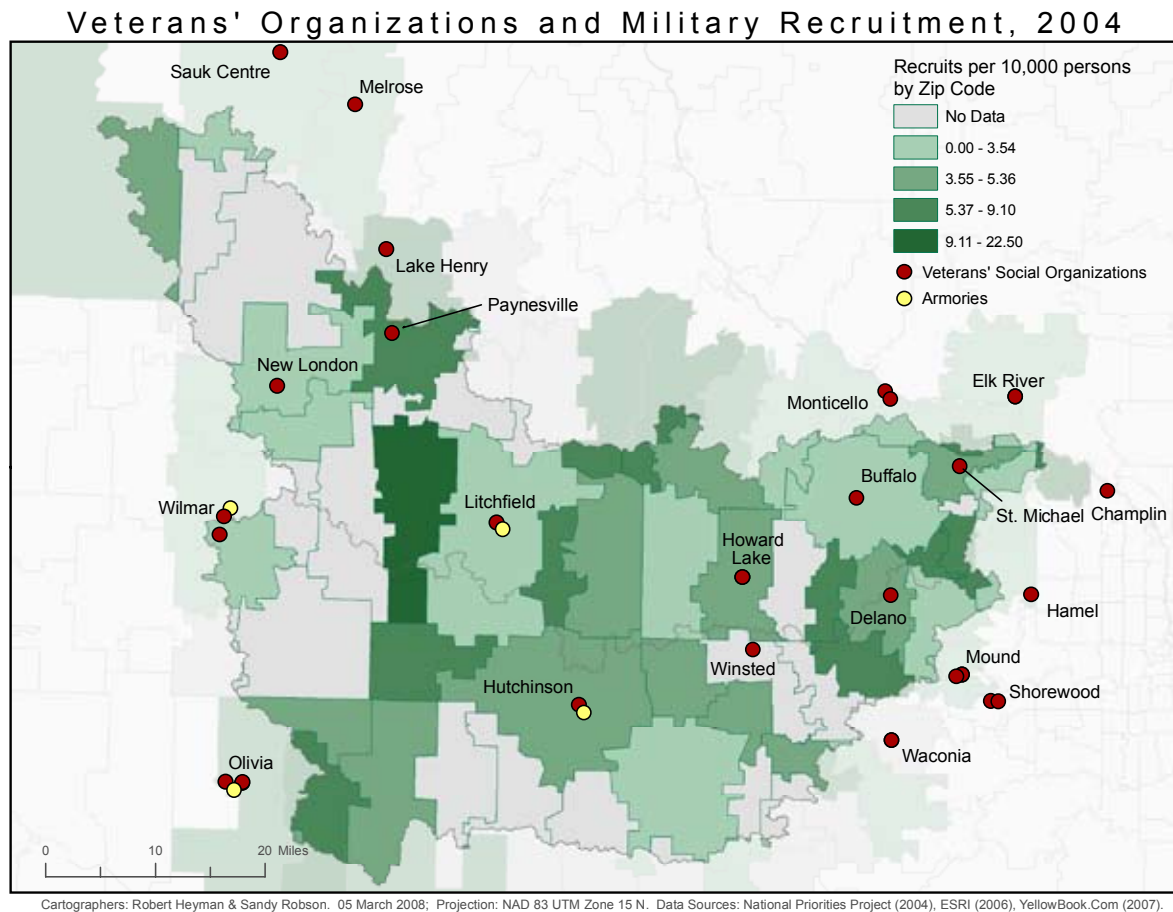 Veterans' Organizations and Military Recruitment, 2004
Recruits per 10,000 persons
by Zip Code
No Data
0.00 - 3.54
3.55 - 5.36
5.37 - 9.10
9.11 - 22.50
Veterans' Social Organizations
Armories
Sauk Centre
Melrose
Lake Henry
Paynesville
New London
Elk River
Monticello
Buffalo
Litchfield
Wilmar
St. Michael
Champlin
Howard
Lake
Hamel
Delano
Winsted
Mound
Hutchinson
Shorewood
Waconia
Olivia
0 10 20 Miles
Cartographers: Robert Heyman & Sandy Robson. 05 March 2008; Projection: NAD 83 UTM Zone 15 N. Data Sources: National Priorities Project (2004), ESRI (2006), YellowBook.Com (2007).